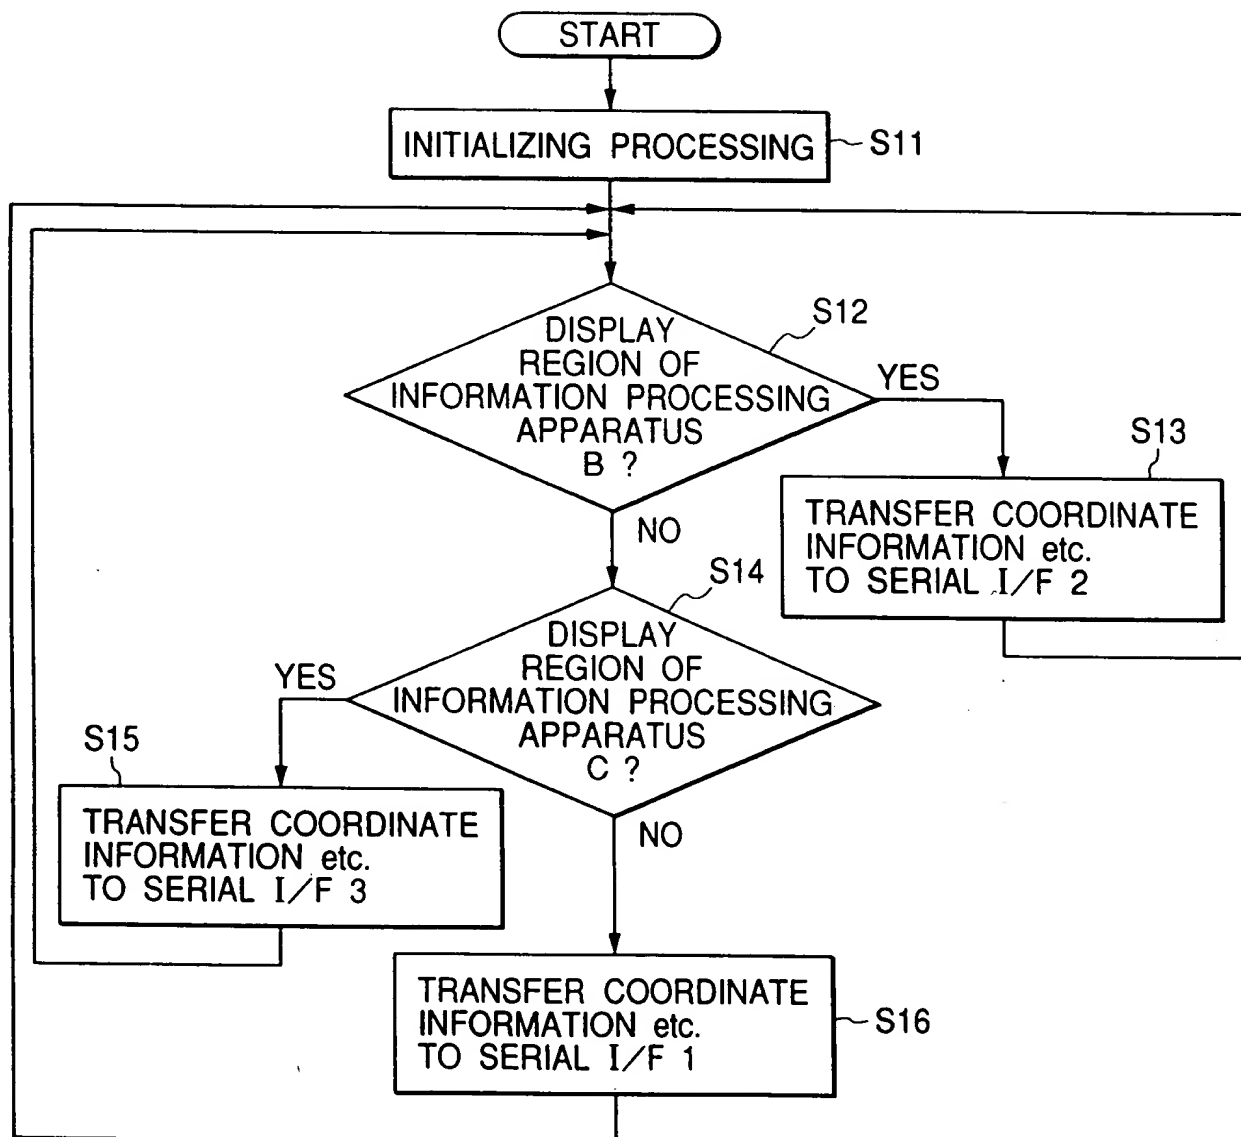 START
INITIALIZING PROCESSING
S11
S12
DISPLAY
REGION OF
INFORMATION PROCESSING
APPARATUS
B ?
YES
NO
S13
TRANSFER COORDINATE
INFORMATION etc.
TO SERIAL I/F 2
S14
DISPLAY
REGION OF
INFORMATION PROCESSING
APPARATUS
C ?
YES
NO
S15
TRANSFER COORDINATE
INFORMATION etc.
TO SERIAL I/F 3
TRANSFER COORDINATE
INFORMATION etc.
TO SERIAL I/F 1
S16